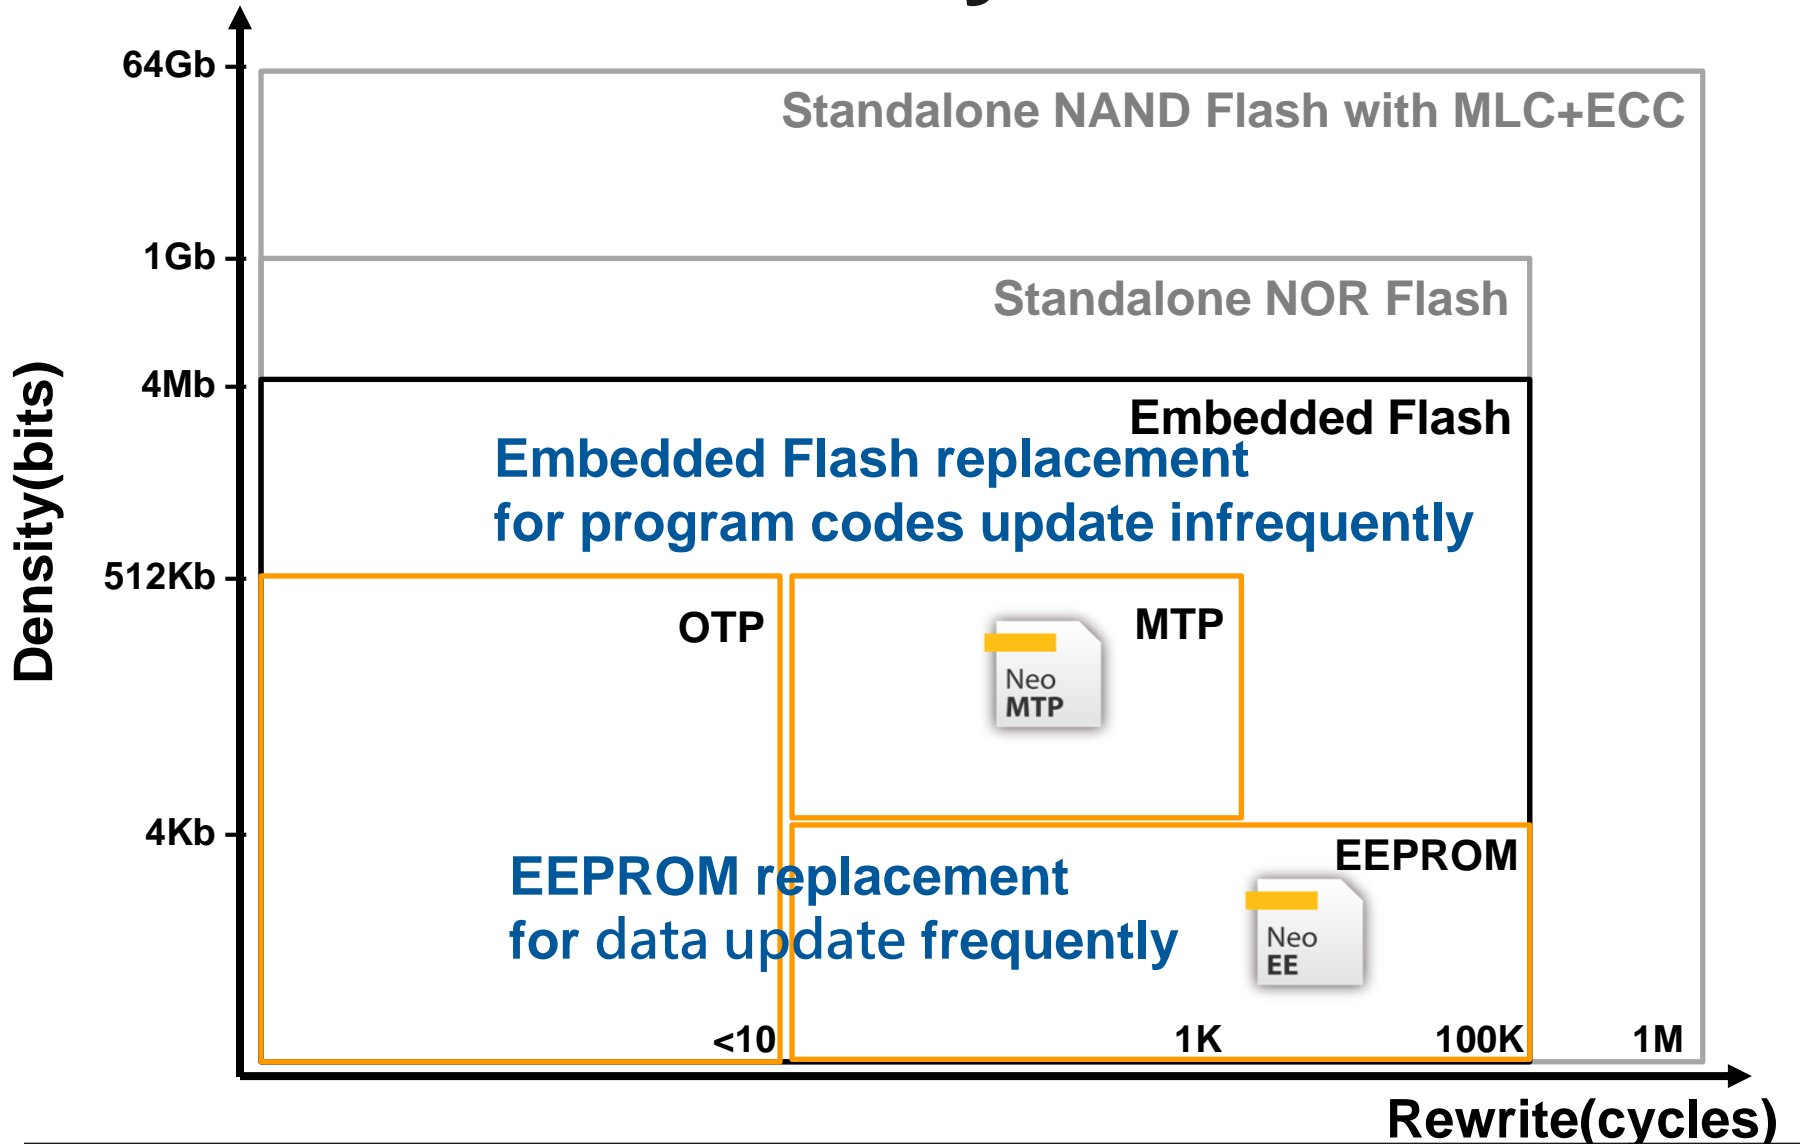 64Gb
Standalone NAND Flash with MLC+ECC
1Gb
Standalone NOR Flash
4Mb
Embedded Flash
Embedded Flash replacement
for program codes update infrequently
Density(bits)
512Kb
OTP
MTP
Neo
MTP
4Kb
EEPROM
EEPROM replacement
for data update frequently
Neo
EE
<10
1K
100K
1M
Rewrite(cycles)